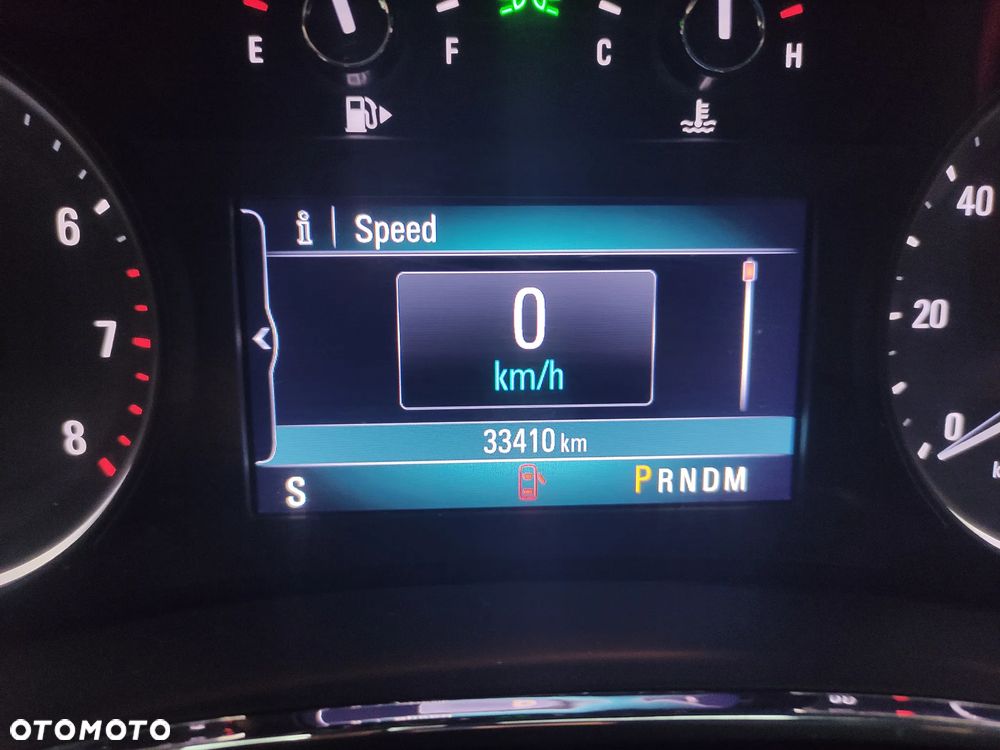 E F C H
6
7
8
i Speed
0
km/h
33410 km
S PRNDM
40
20
0
OTOMOTO